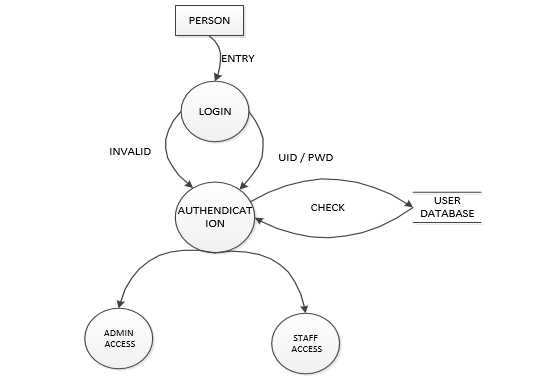 PERSON
ENTRY
LOGIN
INVALID
UID / PWD
AUTHENDICAT
ION
CHECK
USER
DATABASE
ADMIN
ACCESS
STAFF
ACCESS